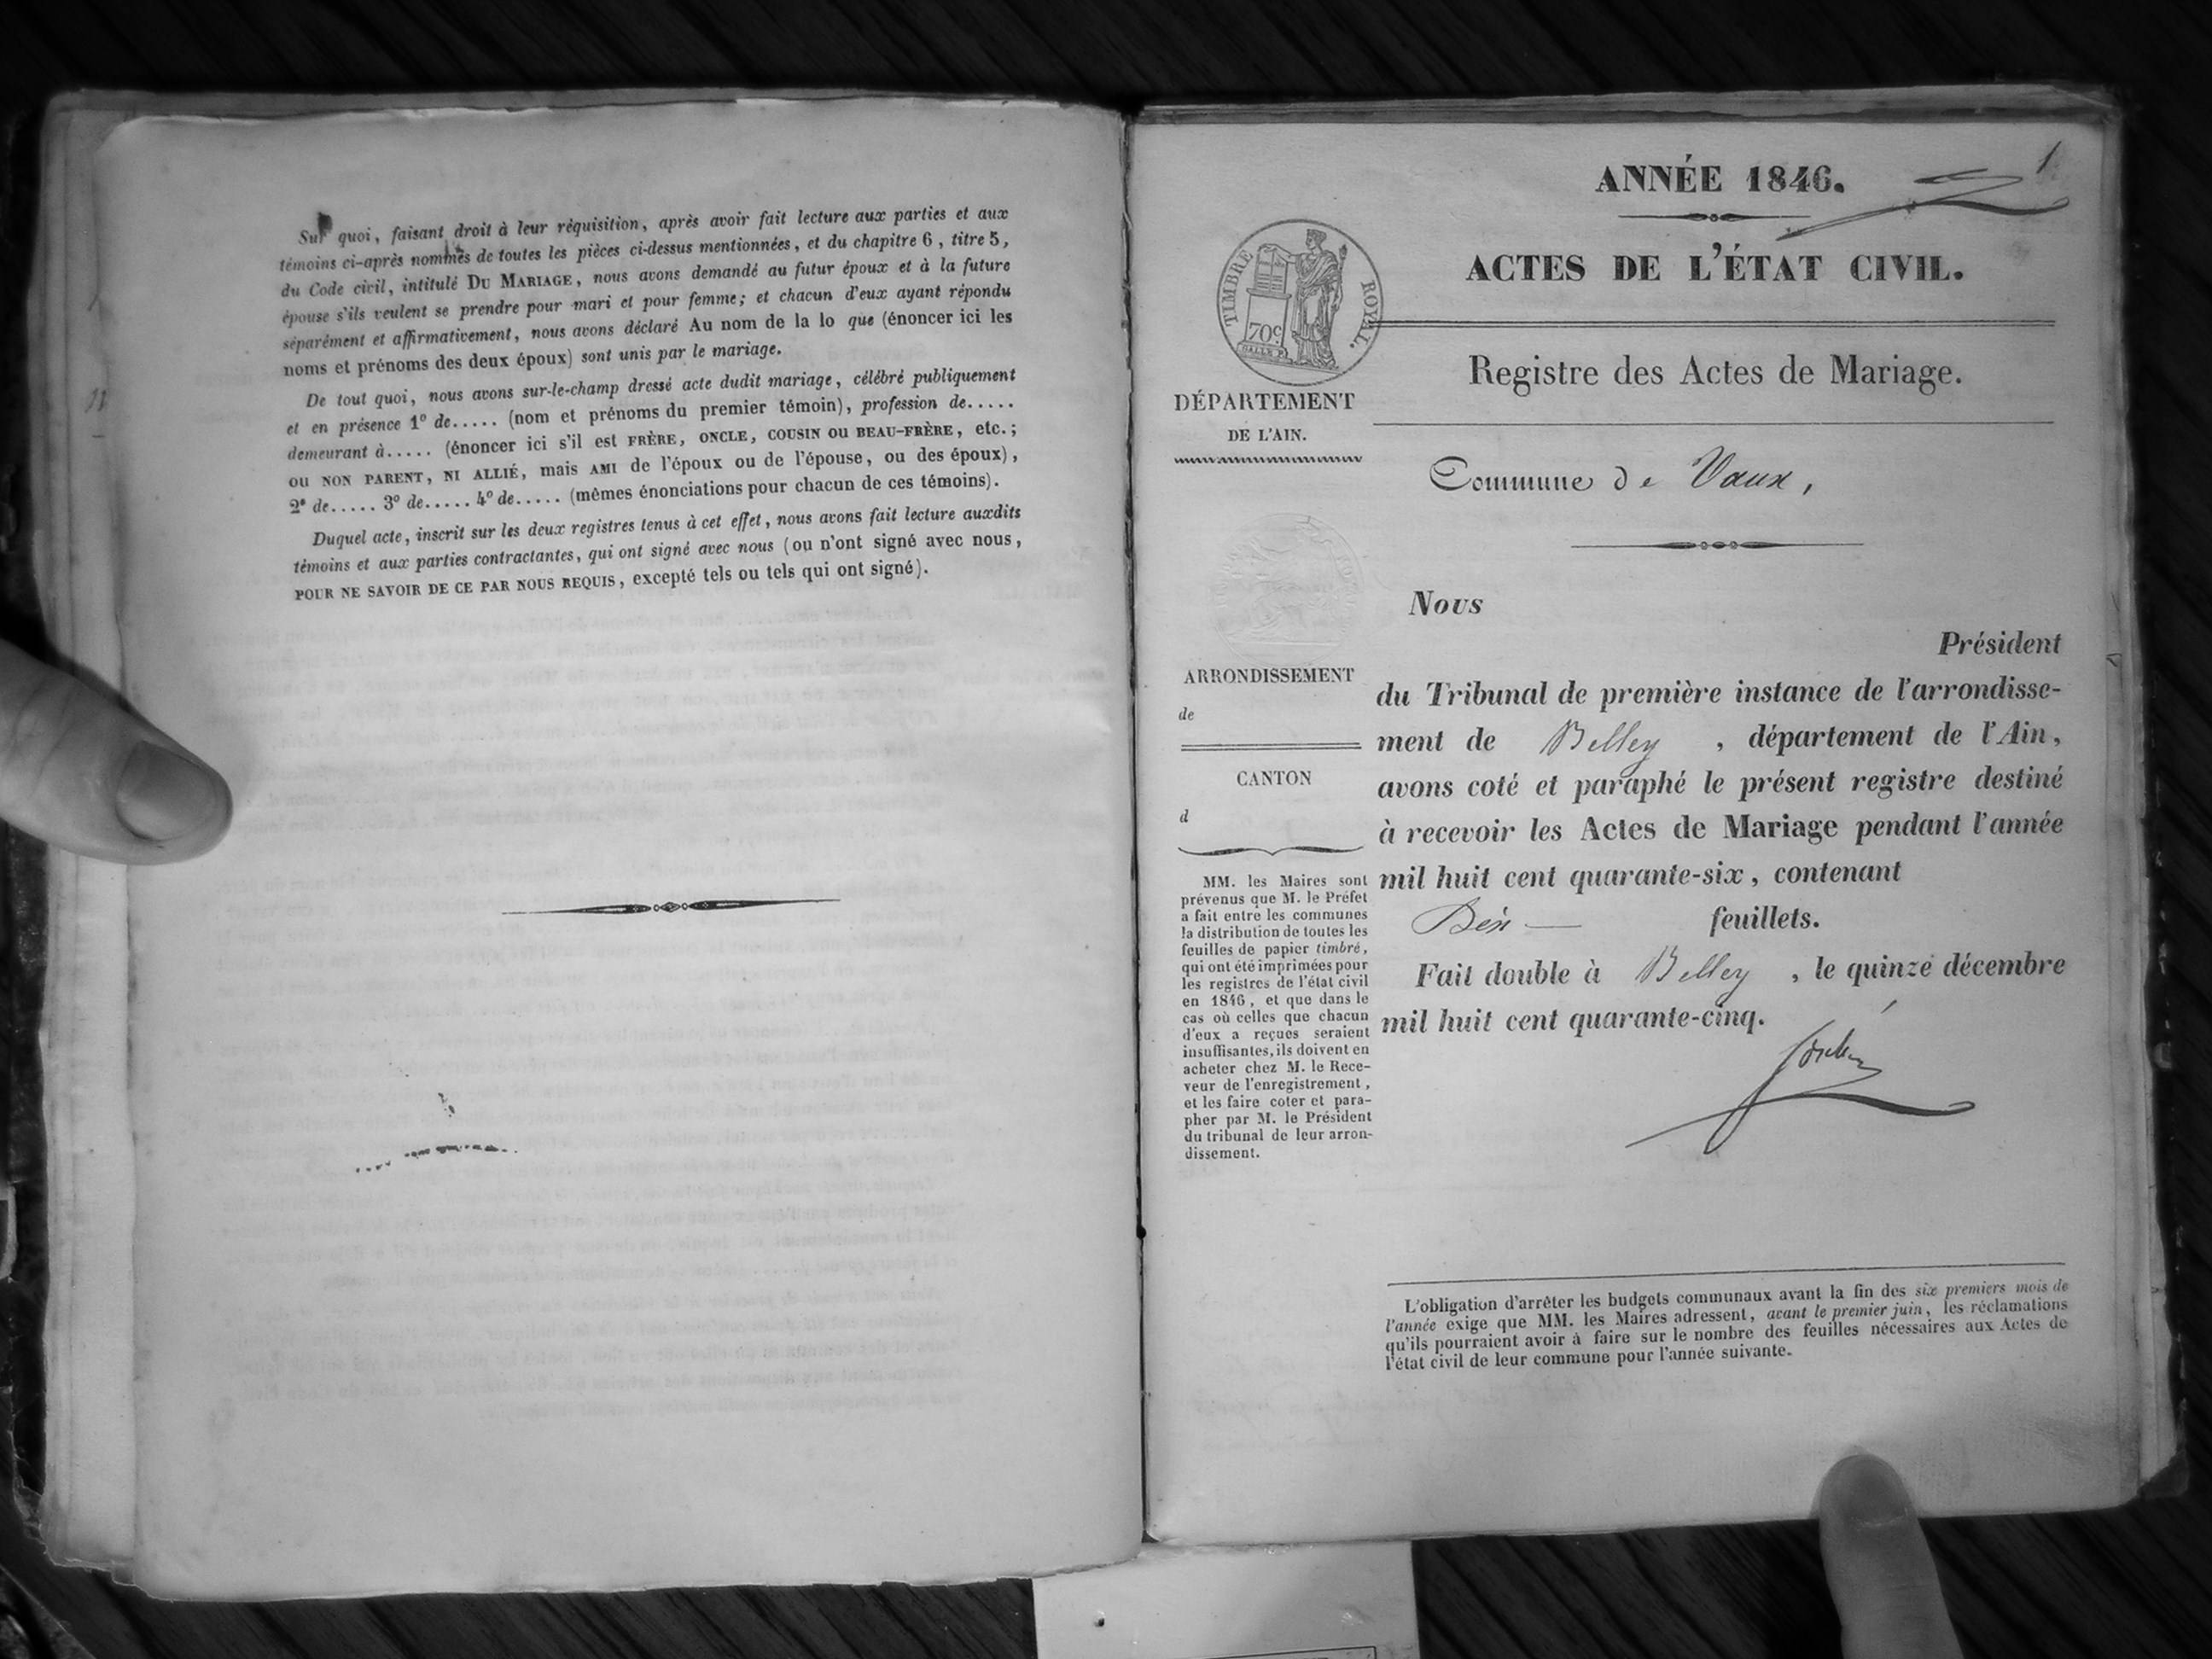 Sur quoi, faisant droit à leur réquisition, après avoir fait lecture aux parties et aux
témoins ci-après nommés de toutes les pièces ci-dessus mentionnées, et du chapitre 6, titre 5,
du Code civil, intitulé DU MARIAGE, nous avons demandé au futur époux et à la future
épouse s'ils veulent se prendre pour mari et pour femme; et chacun d'eux ayant répondu
séparément et affirmativement, nous avons déclaré Au nom de la lo que (énoncer ici les
noms et prénoms des deux époux) sont unis par le mariage.
De tout quoi, nous avons sur-le-champ dressé acte dudit mariage, célébré publiquement
et en présence 1º de..... (nom et prénoms du premier témoin), profession de.....
demeurant à..... (énoncer ici s'il est FRÈRE, ONCLE, COUSIN OU BEAU-FRÈRE, etc.;
OU NON PARENT, NI ALLIÉ, mais AMI de l'époux ou de l'épouse, ou des époux),
2º de..... 3º de..... 4º de..... (mêmes énonciations pour chacun de ces témoins).
Duquel acte, inscrit sur les deux registres tenus à cet effet, nous avons fait lecture auxdits
témoins et aux parties contractantes, qui ont signé avec nous (ou n'ont signé avec nous,
POUR NE SAVOIR DE CE PAR NOUS REQUIS, excepté tels ou tels qui ont signé).
1
ANNÉE 1846.
ACTES DE L'ÉTAT CIVIL.
TIMBRE ROYAL.
70c
Registre des Actes de Mariage.
DÉPARTEMENT
DE L'AIN.
Commune de Vaux,
ARRONDISSEMENT
de
CANTON
d
MM. les Maires sont
prévenus que M. le Préfet
a fait entre les communes
la distribution de toutes les
feuilles de papier timbré,
qui ont été imprimées pour
les registres de l'état civil
en 1846, et que dans le
cas où celles que chacun
d'eux a reçues seraient
insuffisantes, ils doivent en
acheter chez M. le Rece-
veur de l'enregistrement,
et les faire coter et para-
pher par M. le Président
du tribunal de leur arron-
dissement.
Nous
Président
du Tribunal de première instance de l'arrondisse-
ment de Belley, département de l'Ain,
avons coté et paraphé le présent registre destiné
à recevoir les Actes de Mariage pendant l'année
mil huit cent quarante-six, contenant
feuillets.
Fait double à Belley, le quinze décembre
mil huit cent quarante-cinq.
L'obligation d'arrêter les budgets communaux avant la fin des six premiers mois de
l'année exige que MM. les Maires adressent, avant le premier juin, les réclamations
qu'ils pourraient avoir à faire sur le nombre des feuilles nécessaires aux Actes de
l'état civil de leur commune pour l'année suivante.